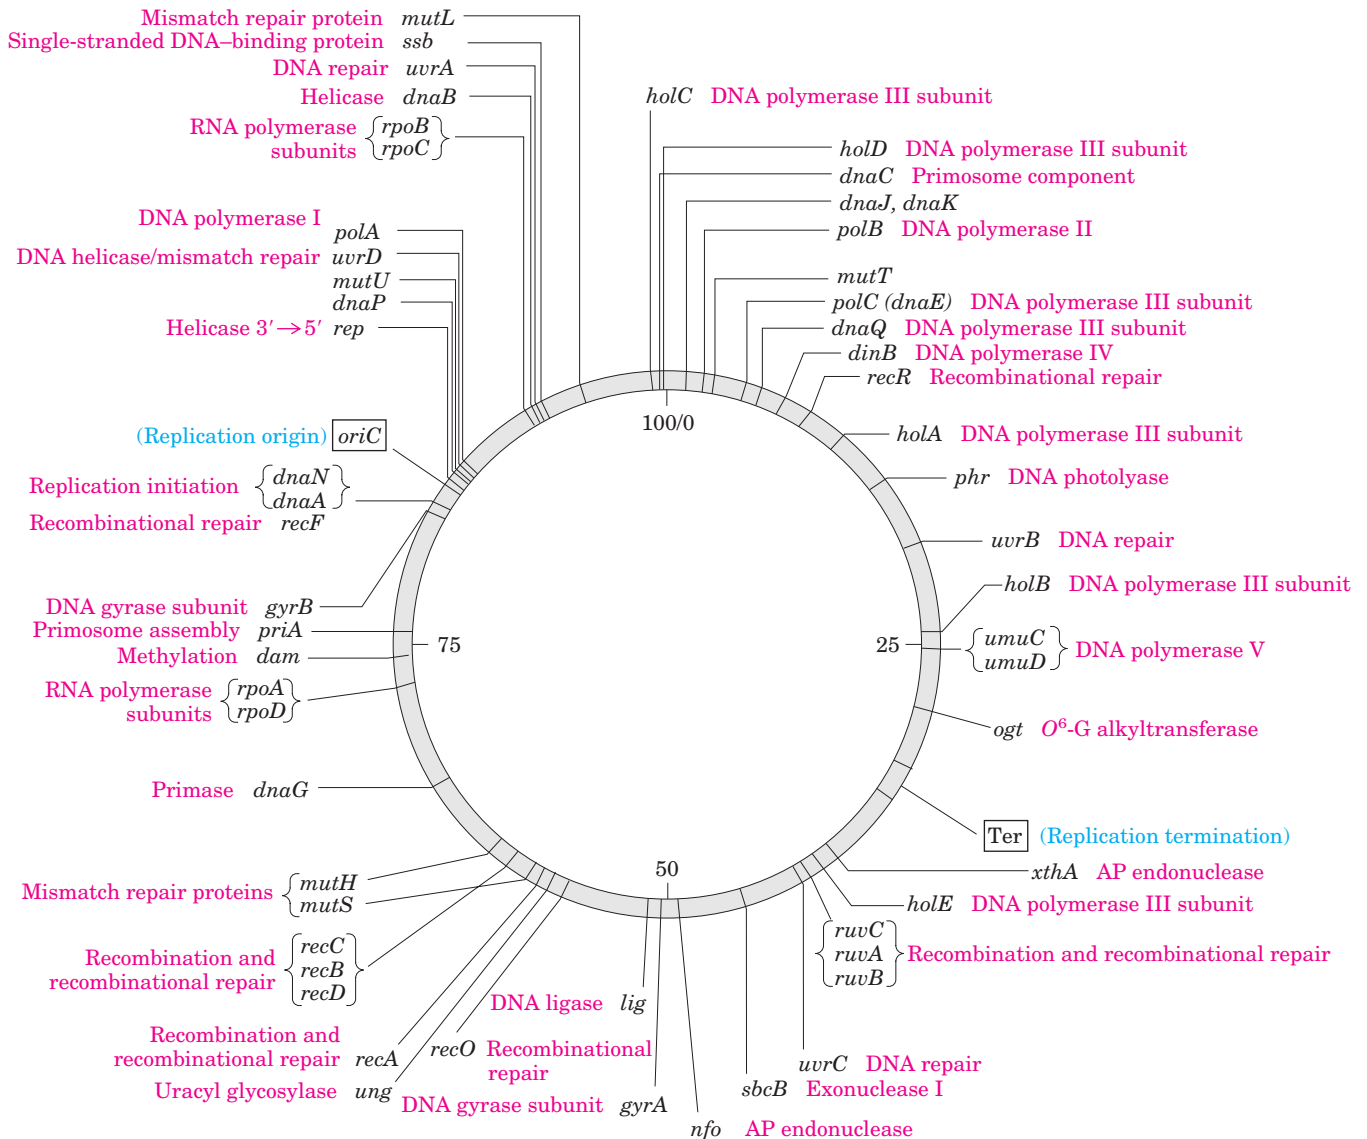 Mismatch repair protein mutL
Single-stranded DNA–binding protein ssb
DNA repair uvrA
Helicase dnaB
RNA polymerase subunits rpoB
rpoC
DNA polymerase I
polA
DNA helicase/mismatch repair uvrD
mutU
dnaP
Helicase 3′→5′ rep
(Replication origin) oriC
Replication initiation dnaN
dnaA
Recombinational repair recF
DNA gyrase subunit gyrB
Primosome assembly priA
Methylation dam
RNA polymerase subunits rpoA
rpoD
Primase dnaG
Mismatch repair proteins mutH
mutS
Recombination and
recombinational repair
recC
recB
recD
Recombination and
recombinational repair recA
Uracyl glycosylase ung
recO Recombinational
repair
DNA ligase lig
DNA gyrase subunit gyrA
nfo AP endonuclease
sbcB Exonuclease I
uvrC DNA repair
ruvC
ruvA
ruvB
Recombination and recombinational repair
holE DNA polymerase III subunit
xthA AP endonuclease
Ter (Replication termination)
ogt O⁶-G alkyltransferase
umuC
umuD
DNA polymerase V
holB DNA polymerase III subunit
uvrB DNA repair
phr DNA photolyase
holA DNA polymerase III subunit
recR Recombinational repair
dinB DNA polymerase IV
dnaQ DNA polymerase III subunit
polC (dnaE) DNA polymerase III subunit
mutT
polB DNA polymerase II
dnaJ, dnaK
dnaC Primosome component
holD DNA polymerase III subunit
holC DNA polymerase III subunit
100/0
25
50
75